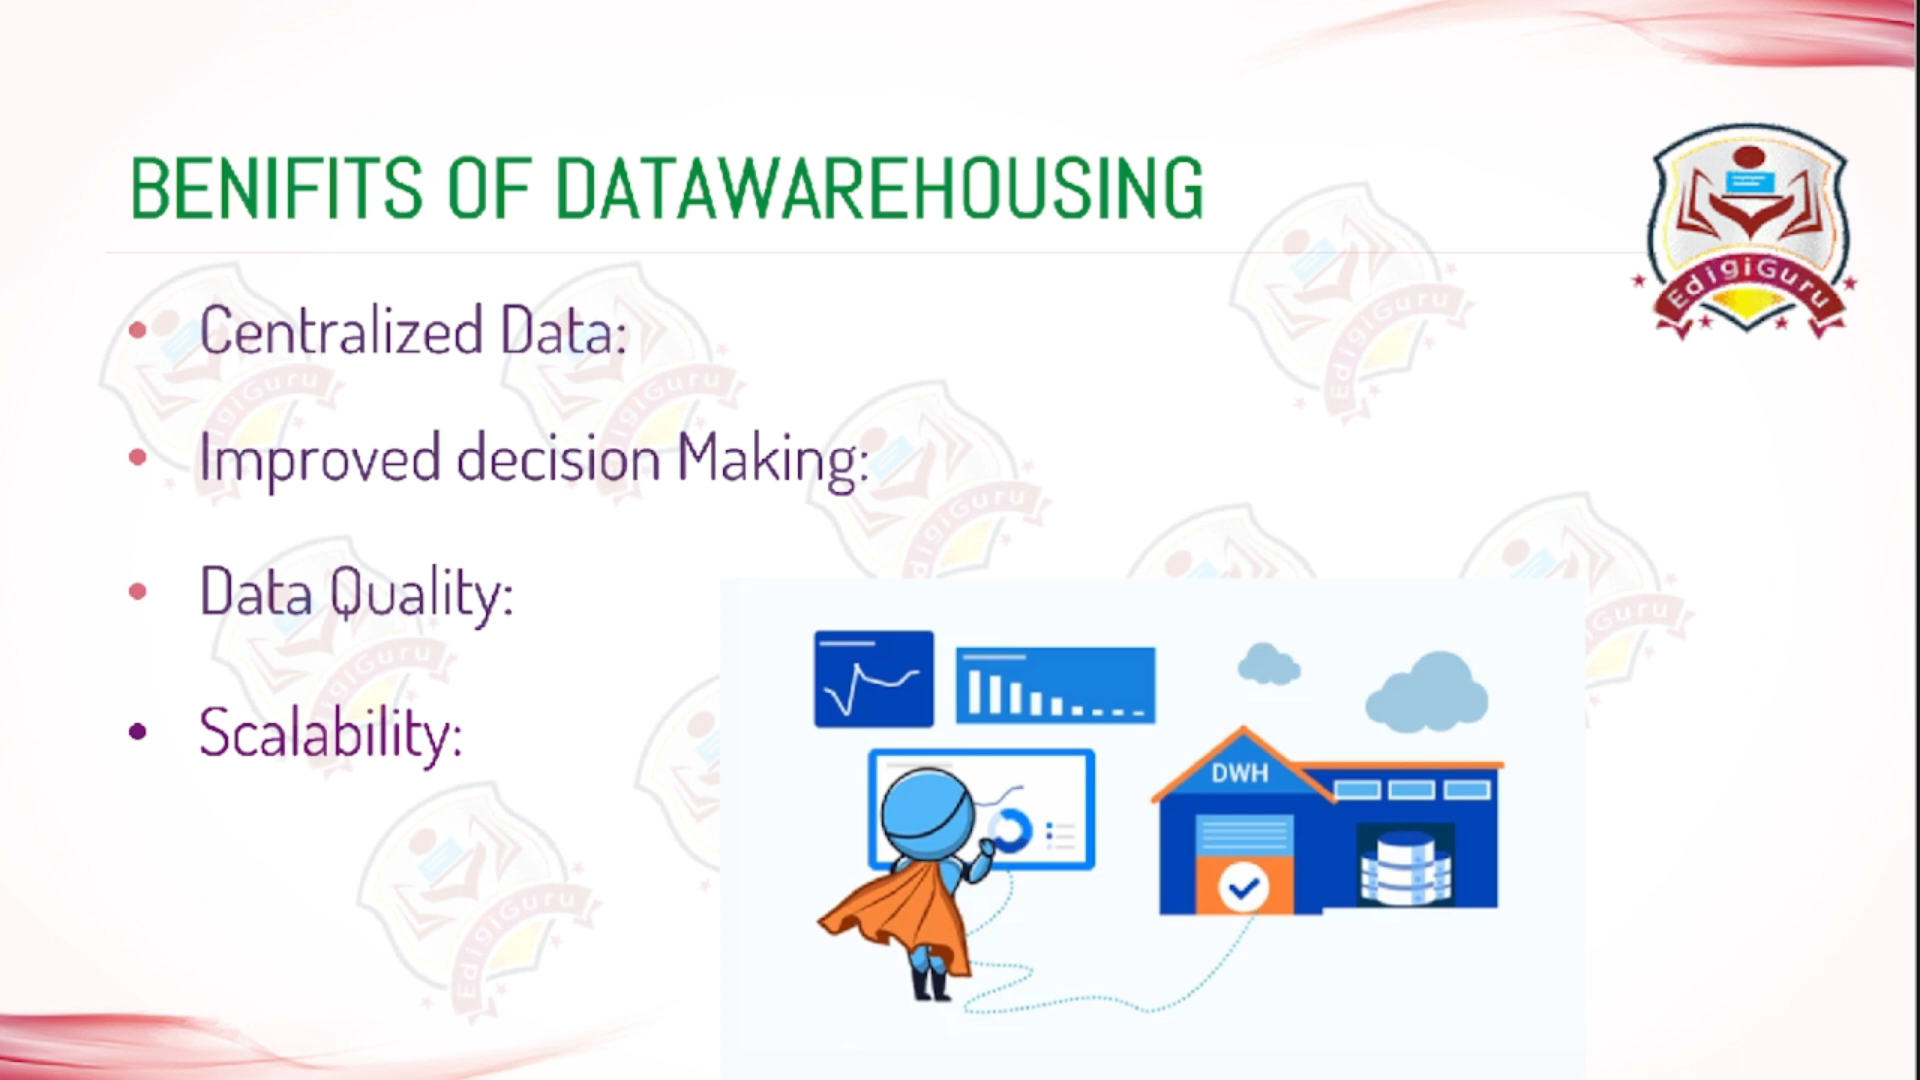 BENIFITS OF DATAWAREHOUSING
EdigiGuru
• Centralized Data:
• Improved decision Making:
• Data Quality:
• Scalability:
DWH